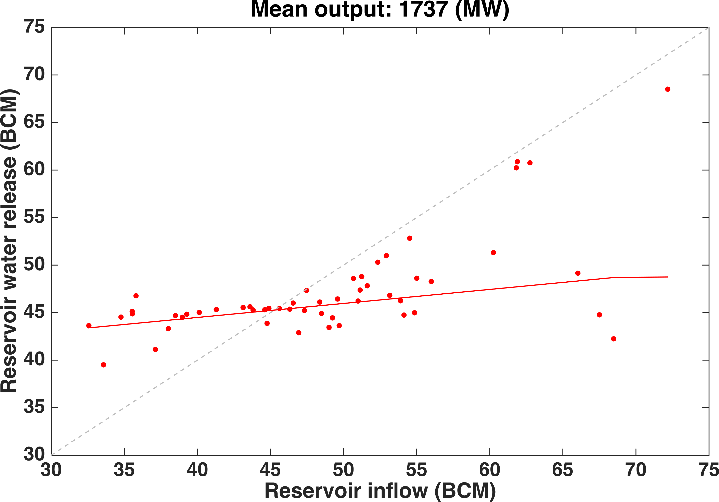 Mean output: 1737 (MW)
75
70
65
60
55
50
45
40
35
30
Reservoir water release (BCM)
30 35 40 45 50 55 60 65 70 75
Reservoir inflow (BCM)